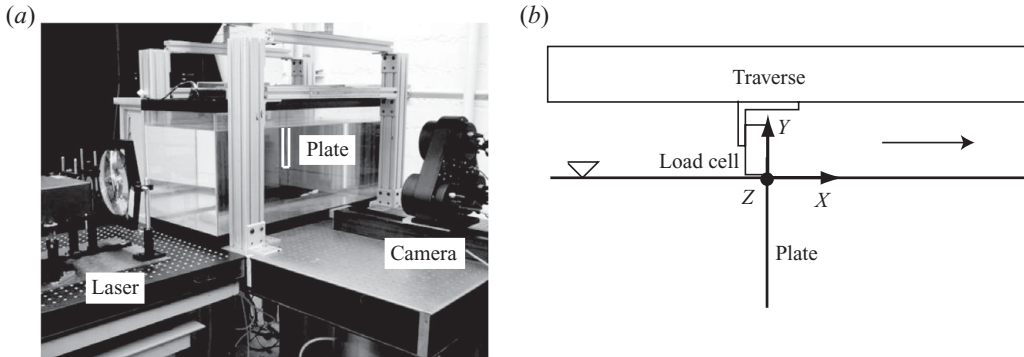 (a)
Plate
Camera
Laser
(b)
Traverse
Y
Load cell
Z
X
Plate